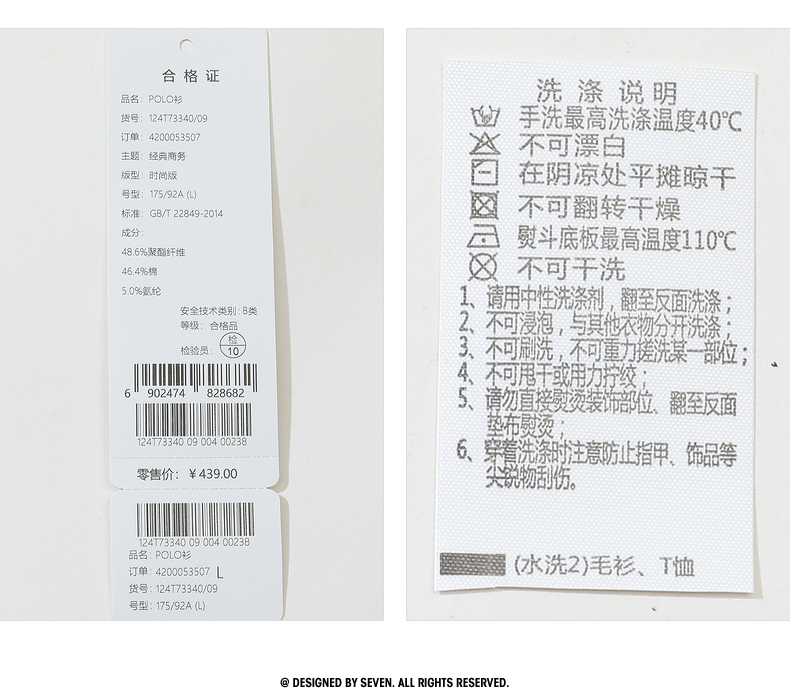 合格证
品名: POLO衫
货号: 124T73340/09
订单: 4200053507
主题: 经典商务
版型: 时尚版
号型: 175/92A (L)
标准: GB/T 22849-2014
成分:
48.6%聚酯纤维
46.4%棉
5.0%氨纶
安全技术类别: B类
等级: 合格品
检验员: 检 10
6 902474 828682
124T73340 09 004 00238
零售价: ¥439.00
124T73340 09 004 00238
品名: POLO衫
订单: 4200053507 L
货号: 124T73340/09
号型: 175/92A (L)
洗涤说明
手洗最高洗涤温度40℃
不可漂白
在阴凉处平摊晾干
不可翻转干燥
熨斗底板最高温度110℃
不可干洗
1、请用中性洗涤剂，翻至反面洗涤；
2、不可浸泡，与其他衣物分开洗涤；
3、不可刷洗，不可重力搓洗某一部位；
4、不可甩干或用力拧绞；
5、请勿直接熨烫装饰部位、翻至反面
垫布熨烫；
6、穿着洗涤时注意防止指甲、饰品等
尖锐物刮伤。
(水洗2)毛衫、T恤
@ DESIGNED BY SEVEN. ALL RIGHTS RESERVED.